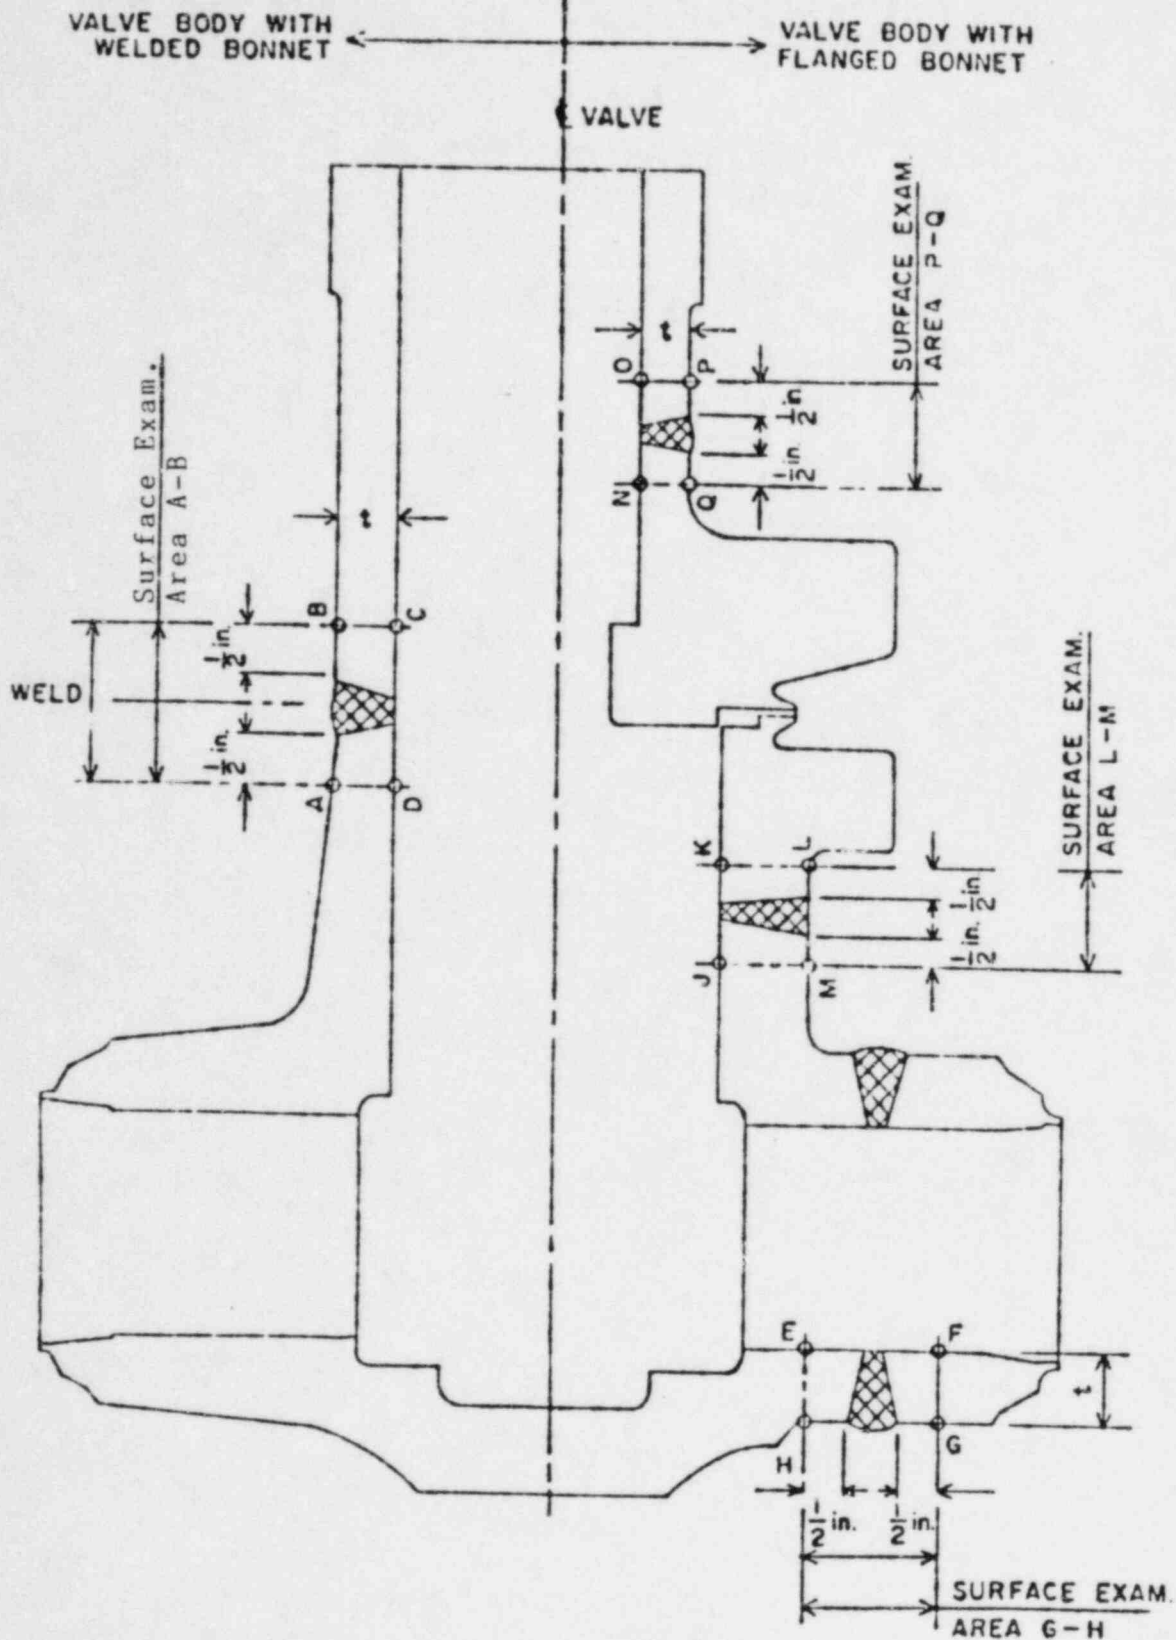 VALVE BODY WITH
WELDED BONNET
VALVE BODY WITH
FLANGED BONNET
℄ VALVE
SURFACE EXAM.
AREA P-Q
t
O
P
1/2 in
1/2 in.
N
Q
Surface Exam.
Area A-B
t
B
C
1/2 in.
WELD
1/2 in.
A
D
SURFACE EXAM.
AREA L-M
K
L
1/2 in
1/2 in.
J
M
E
F
t
H
G
1/2 in.
1/2 in.
SURFACE EXAM.
AREA G-H